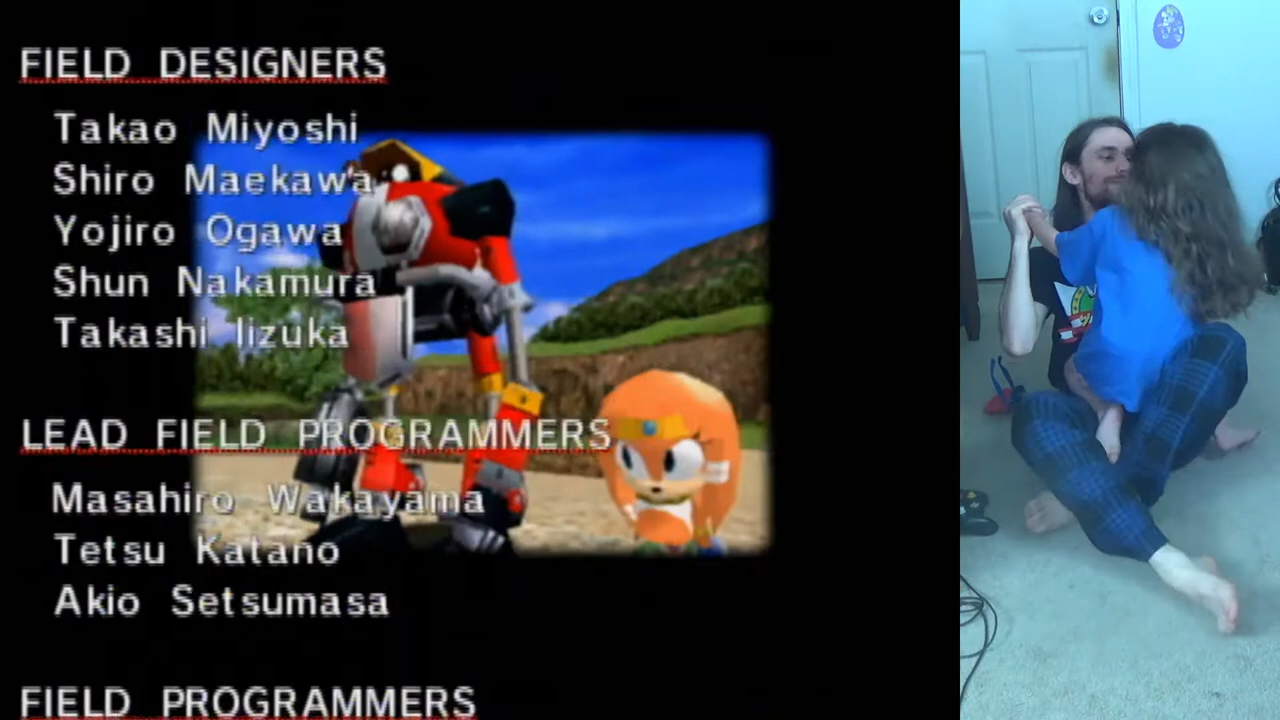 FIELD DESIGNERS
Takao Miyoshi
Shiro Maekawa
Yojiro Ogawa
Shun Nakamura
Takashi Iizuka
LEAD FIELD PROGRAMMERS
Masahiro Wakayama
Tetsu Katano
Akio Setsumasa
FIELD PROGRAMMERS